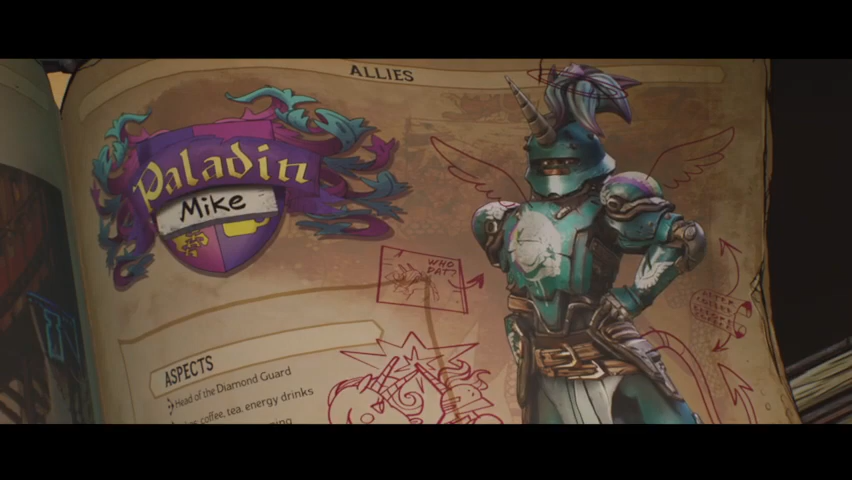 ALLIES
Paladin
Mike
WHO
DAT?
ASPECTS
Head of the Diamond Guard
coffee, tea, energy drinks